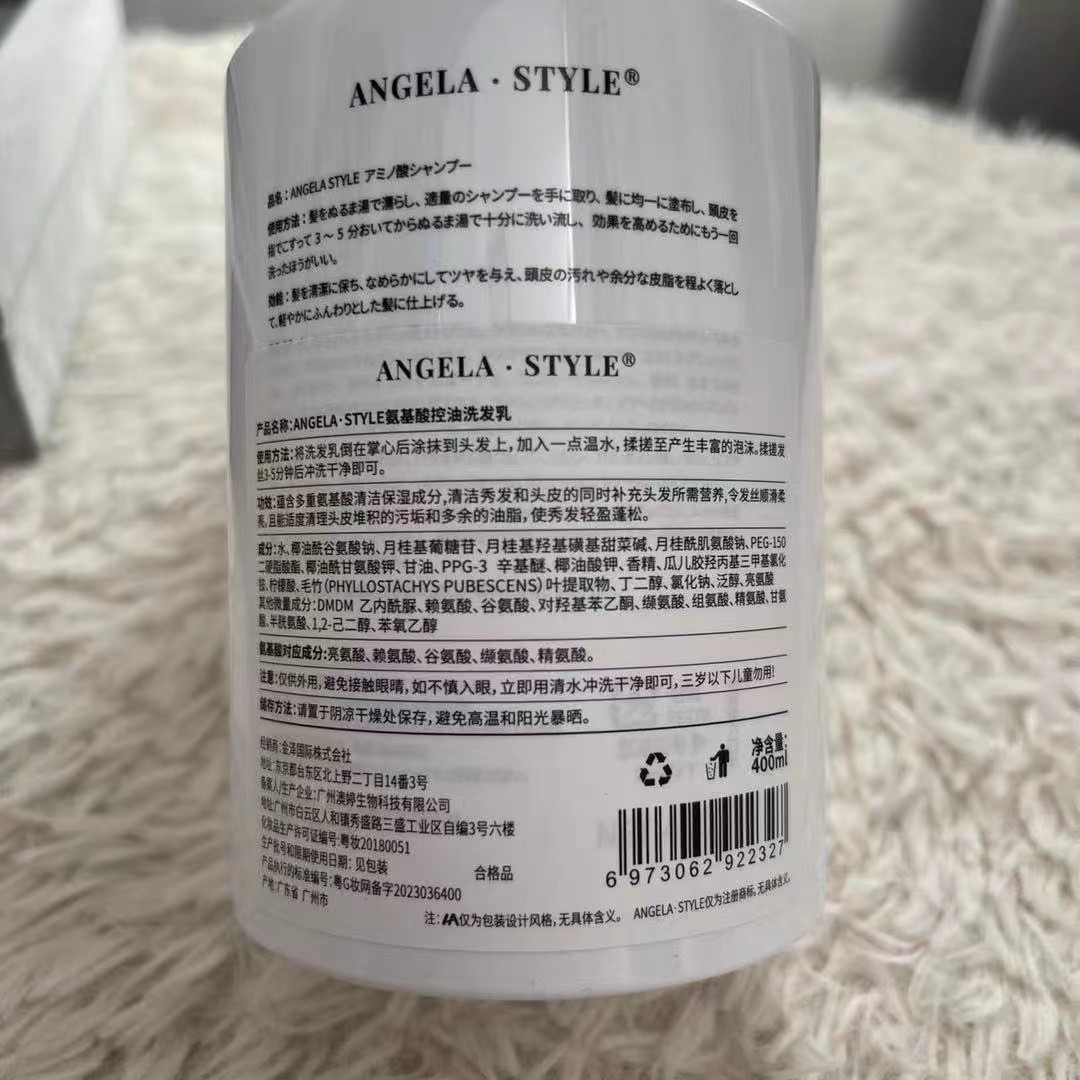 ANGELA · STYLE®
品名：ANGELA STYLE アミノ酸シャンプー
使用方法：髪をぬるま湯で濡らし、適量のシャンプーを手に取り、髪に均一に塗布し、頭皮を
指でこすって3～5分おいてからぬるま湯で十分に洗い流し、効果を高めるためにもう一回
洗ったほうがいい。
効能：髪を清潔に保ち、なめらかにしてツヤを与え、頭皮の汚れや余分な皮脂を程よく落とし
て、軽やかにふんわりとした髪に仕上げる。
ANGELA · STYLE®
产品名称:ANGELA·STYLE氨基酸控油洗发乳
使用方法:将洗发乳倒在掌心后涂抹到头发上,加入一点温水,揉搓至产生丰富的泡沫。揉搓发
丝3-5分钟后冲洗干净即可。
功效:蕴含多重氨基酸清洁保湿成分,清洁秀发和头皮的同时补充头发所需营养,令发丝顺滑柔
亮,且能适度清理头皮堆积的污垢和多余的油脂,使秀发轻盈蓬松。
成分:水、椰油酰谷氨酸钠、月桂基葡糖苷、月桂基羟基磺基甜菜碱、月桂酰肌氨酸钠、PEG-150
二硬脂酸酯、椰油酰甘氨酸钾、甘油、PPG-3 辛基醚、椰油酸钾、香精、瓜儿胶羟丙基三甲基氯化
铵、柠檬酸、毛竹(PHYLLOSTACHYS PUBESCENS)叶提取物、丁二醇、氯化钠、泛醇、亮氨酸
其他微量成分:DMDM 乙内酰脲、赖氨酸、谷氨酸、对羟基苯乙酮、缬氨酸、组氨酸、精氨酸、甘氨
酸、半胱氨酸、1,2-己二醇、苯氧乙醇
氨基酸对应成分:亮氨酸、赖氨酸、谷氨酸、缬氨酸、精氨酸。
注意:仅供外用,避免接触眼睛,如不慎入眼,立即用清水冲洗干净即可,三岁以下儿童勿用!
储存方法:请置于阴凉干燥处保存,避免高温和阳光暴晒。
经销商:金泽国际株式会社
地址:东京都台东区北上野二丁目14番3号
备案人/生产企业:广州澳婷生物科技有限公司
地址:广州市白云区人和镇秀盛路三盛工业区自编3号六楼
化妆品生产许可证编号:粤妆20180051
生产批号和限期使用日期:见包装
产品执行的标准编号:粤G妆网备字2023036400
产地:广东省 广州市
合格品
净含量:
400ml
6 973062 922327
注:仅为包装设计风格,无具体含义。 ANGELA·STYLE仅为注册商标,无具体含义。